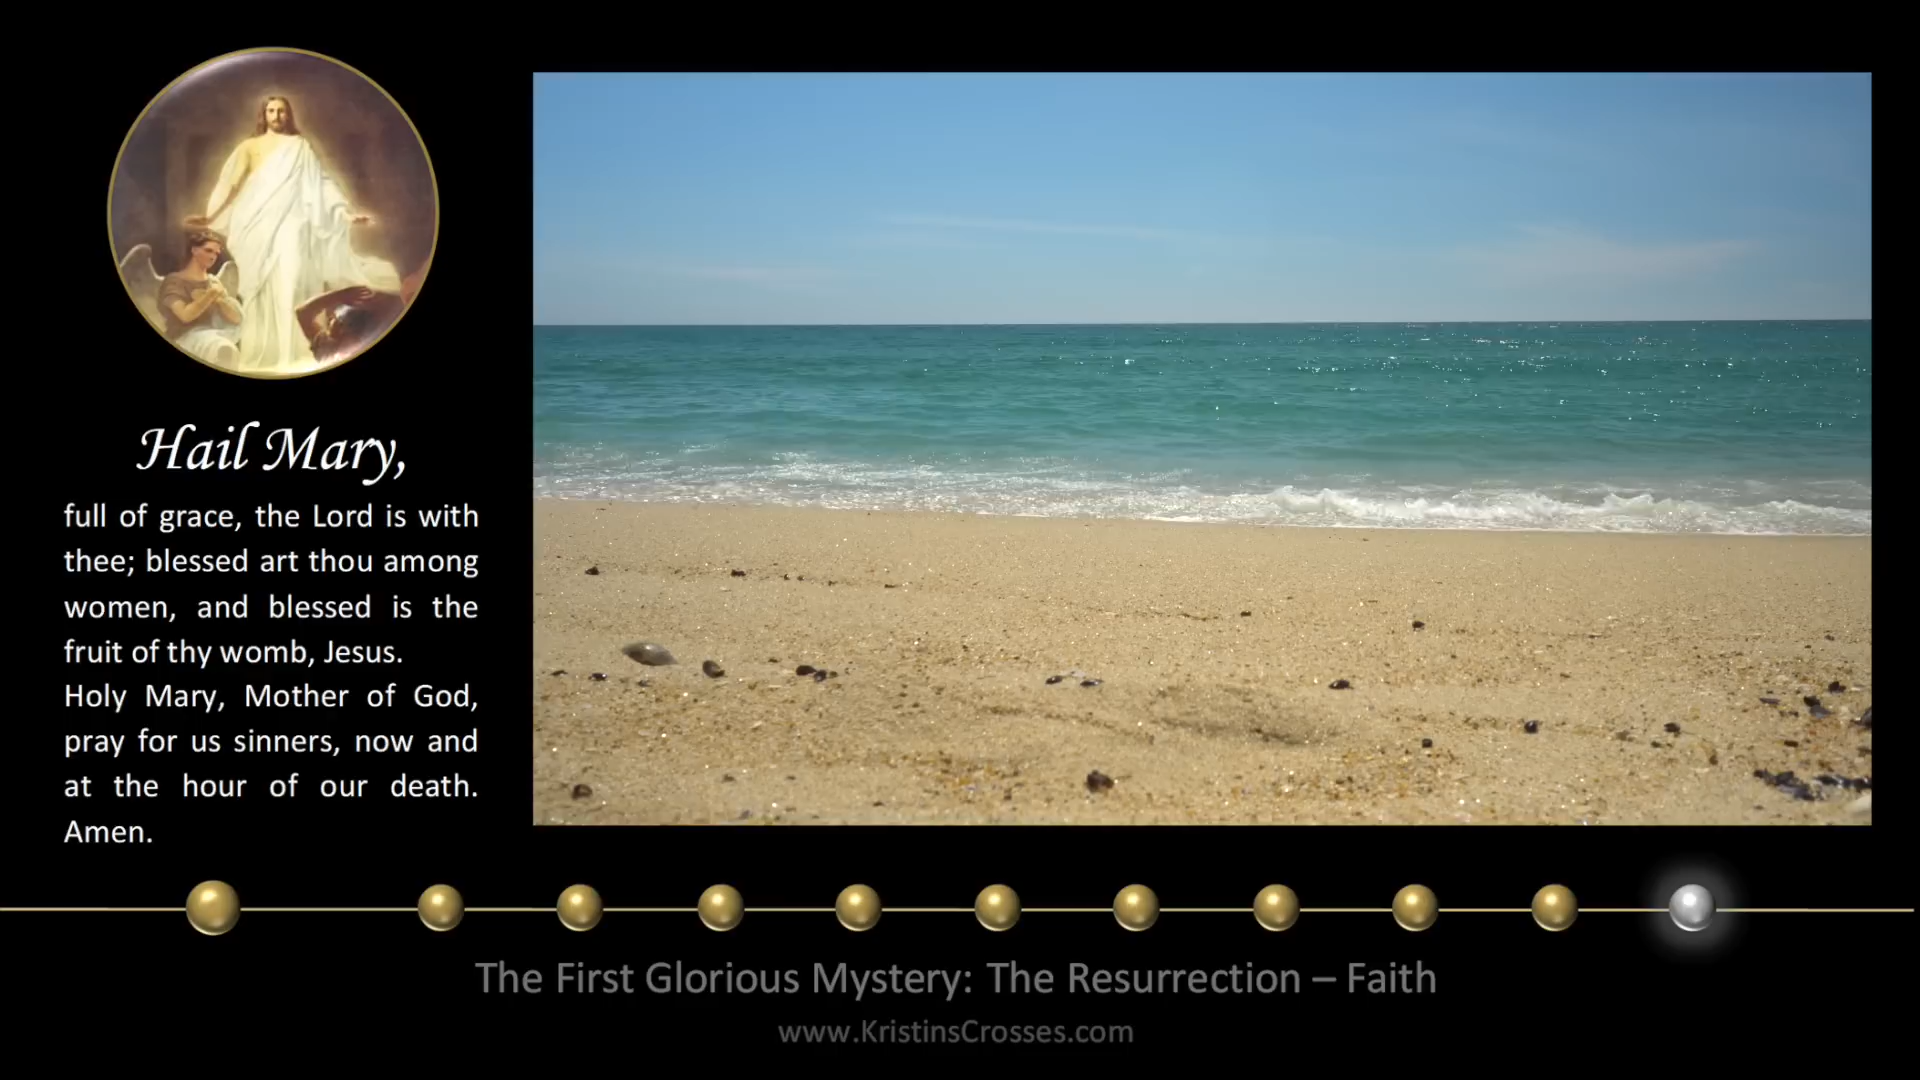 Hail Mary,
full of grace, the Lord is with
thee; blessed art thou among
women, and blessed is the
fruit of thy womb, Jesus.
Holy Mary, Mother of God,
pray for us sinners, now and
at the hour of our death.
Amen.
The First Glorious Mystery: The Resurrection – Faith
www.KristinsCrosses.com